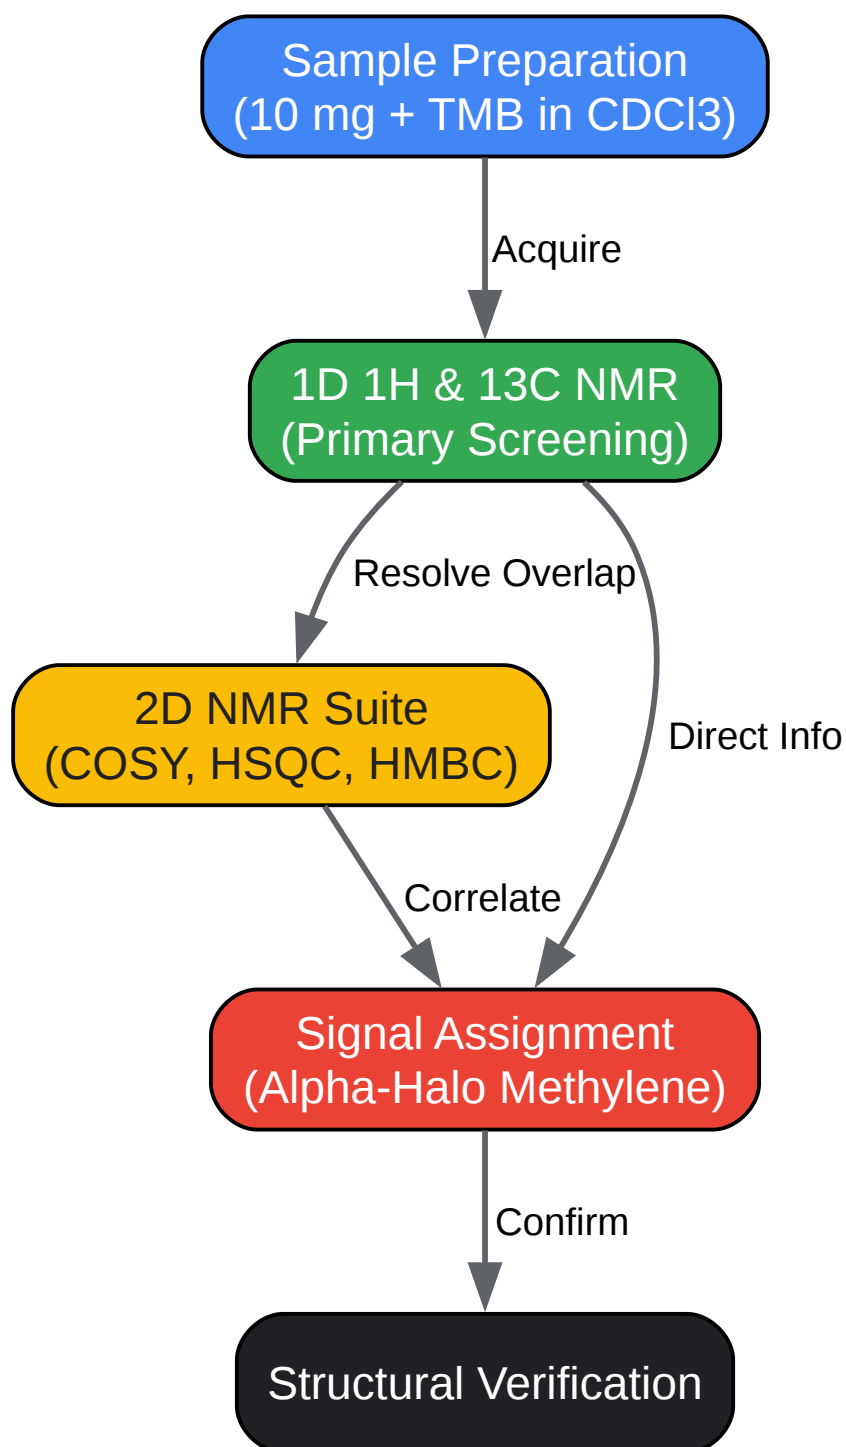 Sample Preparation
(10 mg + TMB in CDCl3)
Acquire
1D 1H & 13C NMR
(Primary Screening)
Resolve Overlap
2D NMR Suite
(COSY, HSQC, HMBC)
Direct Info
Correlate
Signal Assignment
(Alpha-Halo Methylene)
Confirm
Structural Verification